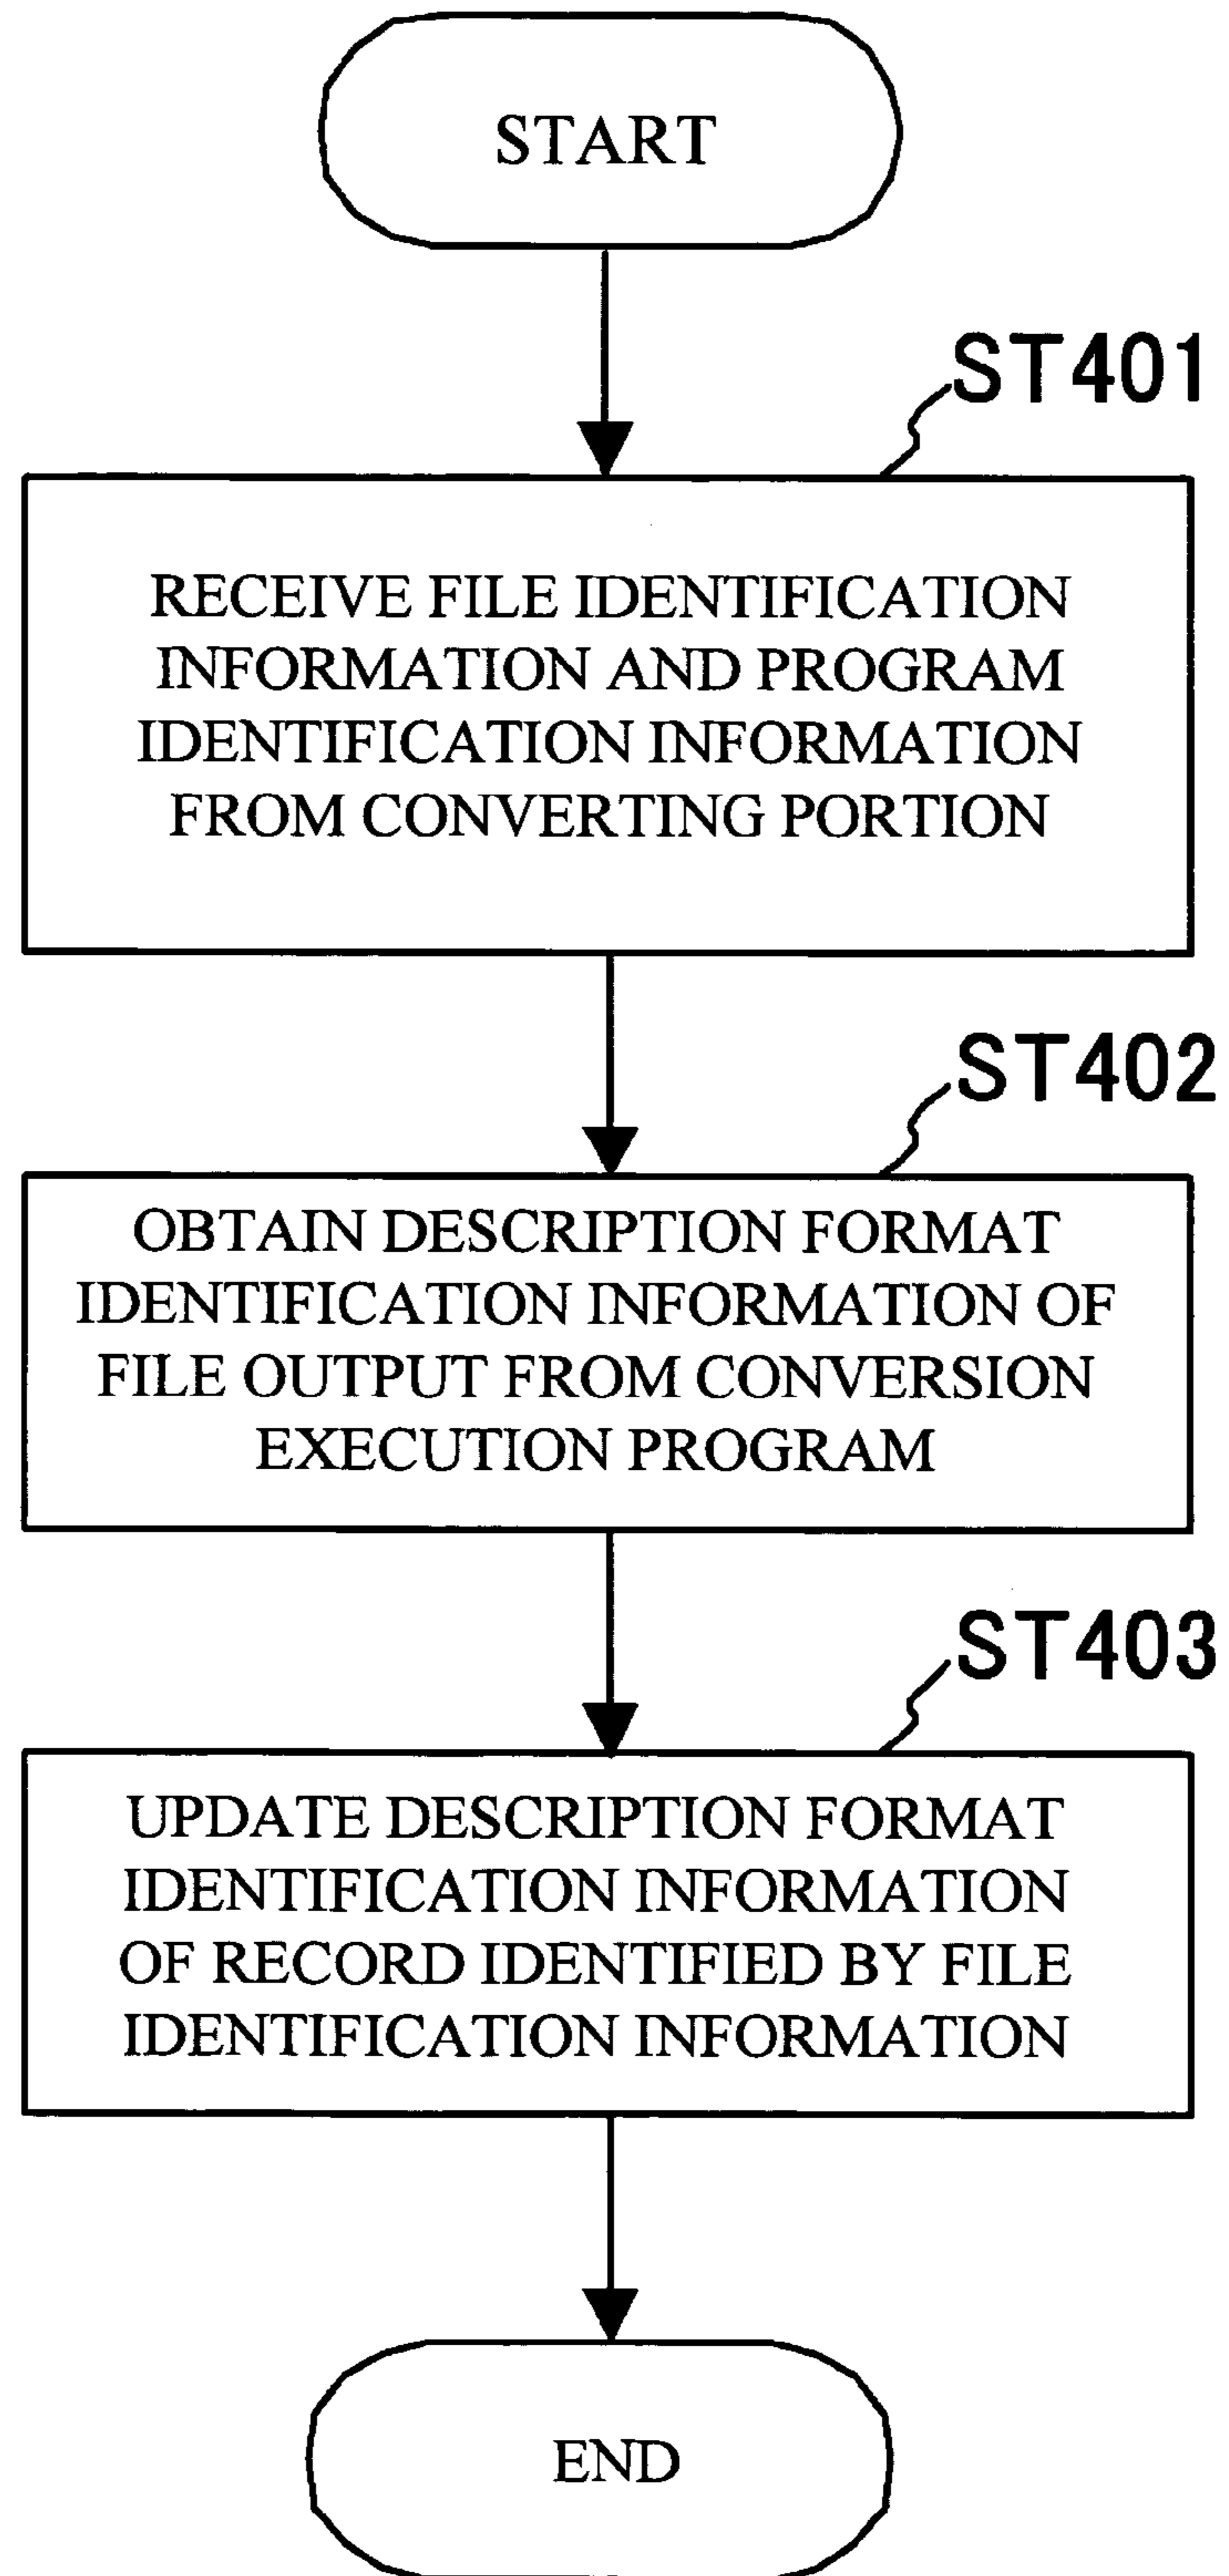 START
ST401
RECEIVE FILE IDENTIFICATION
INFORMATION AND PROGRAM
IDENTIFICATION INFORMATION
FROM CONVERTING PORTION
ST402
OBTAIN DESCRIPTION FORMAT
IDENTIFICATION INFORMATION OF
FILE OUTPUT FROM CONVERSION
EXECUTION PROGRAM
ST403
UPDATE DESCRIPTION FORMAT
IDENTIFICATION INFORMATION
OF RECORD IDENTIFIED BY FILE
IDENTIFICATION INFORMATION
END